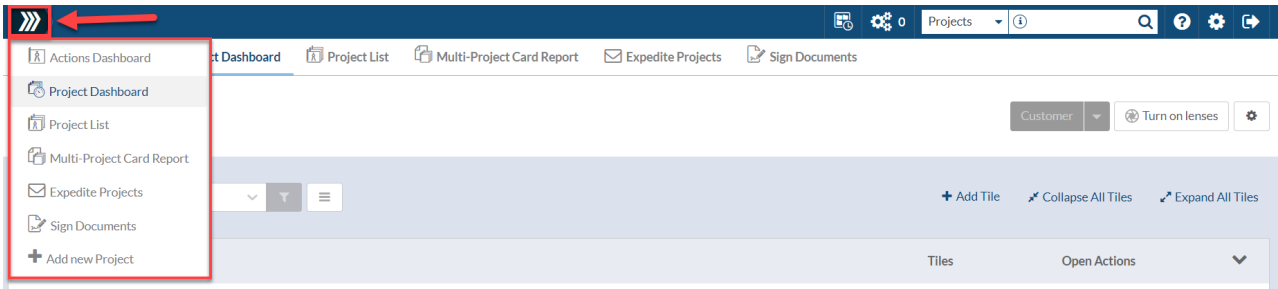 0 Projects
Actions Dashboard
ct Dashboard Project List Multi-Project Card Report Expedite Projects Sign Documents
Project Dashboard
Project List
Customer Turn on lenses
Multi-Project Card Report
Expedite Projects
+ Add Tile Collapse All Tiles Expand All Tiles
Sign Documents
+ Add new Project
Tiles Open Actions